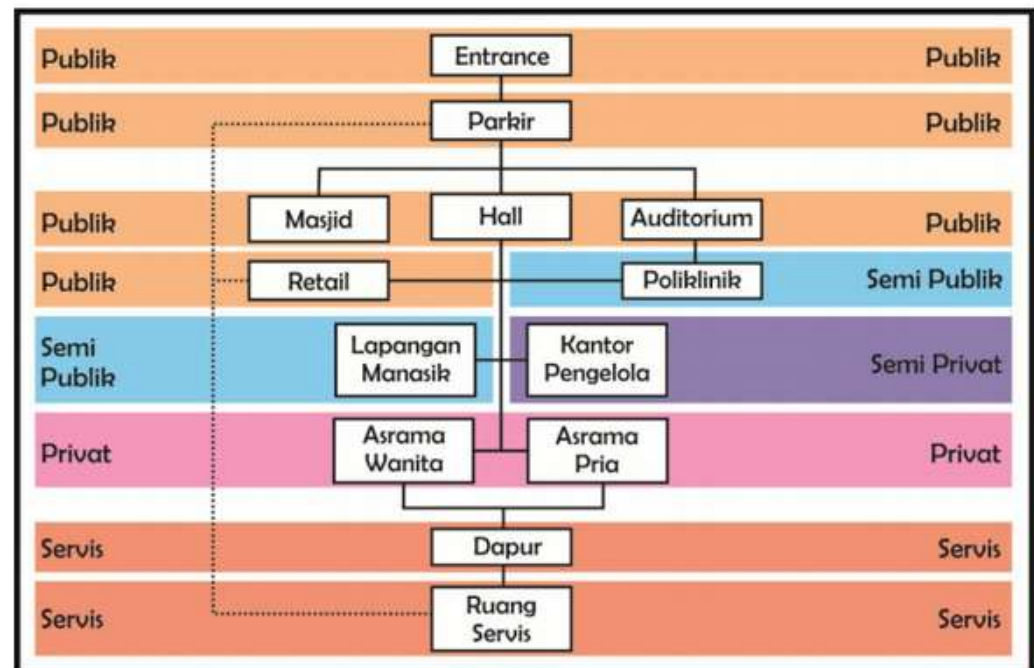 Publik
Entrance
Publik
Publik
Parkir
Publik
Publik
Masjid
Hall
Auditorium
Publik
Publik
Retail
Poliklinik
Semi Publik
Semi
Publik
Lapangan
Manasik
Kantor
Pengelola
Semi Privat
Privat
Asrama
Wanita
Asrama
Pria
Privat
Servis
Dapur
Servis
Servis
Ruang
Servis
Servis